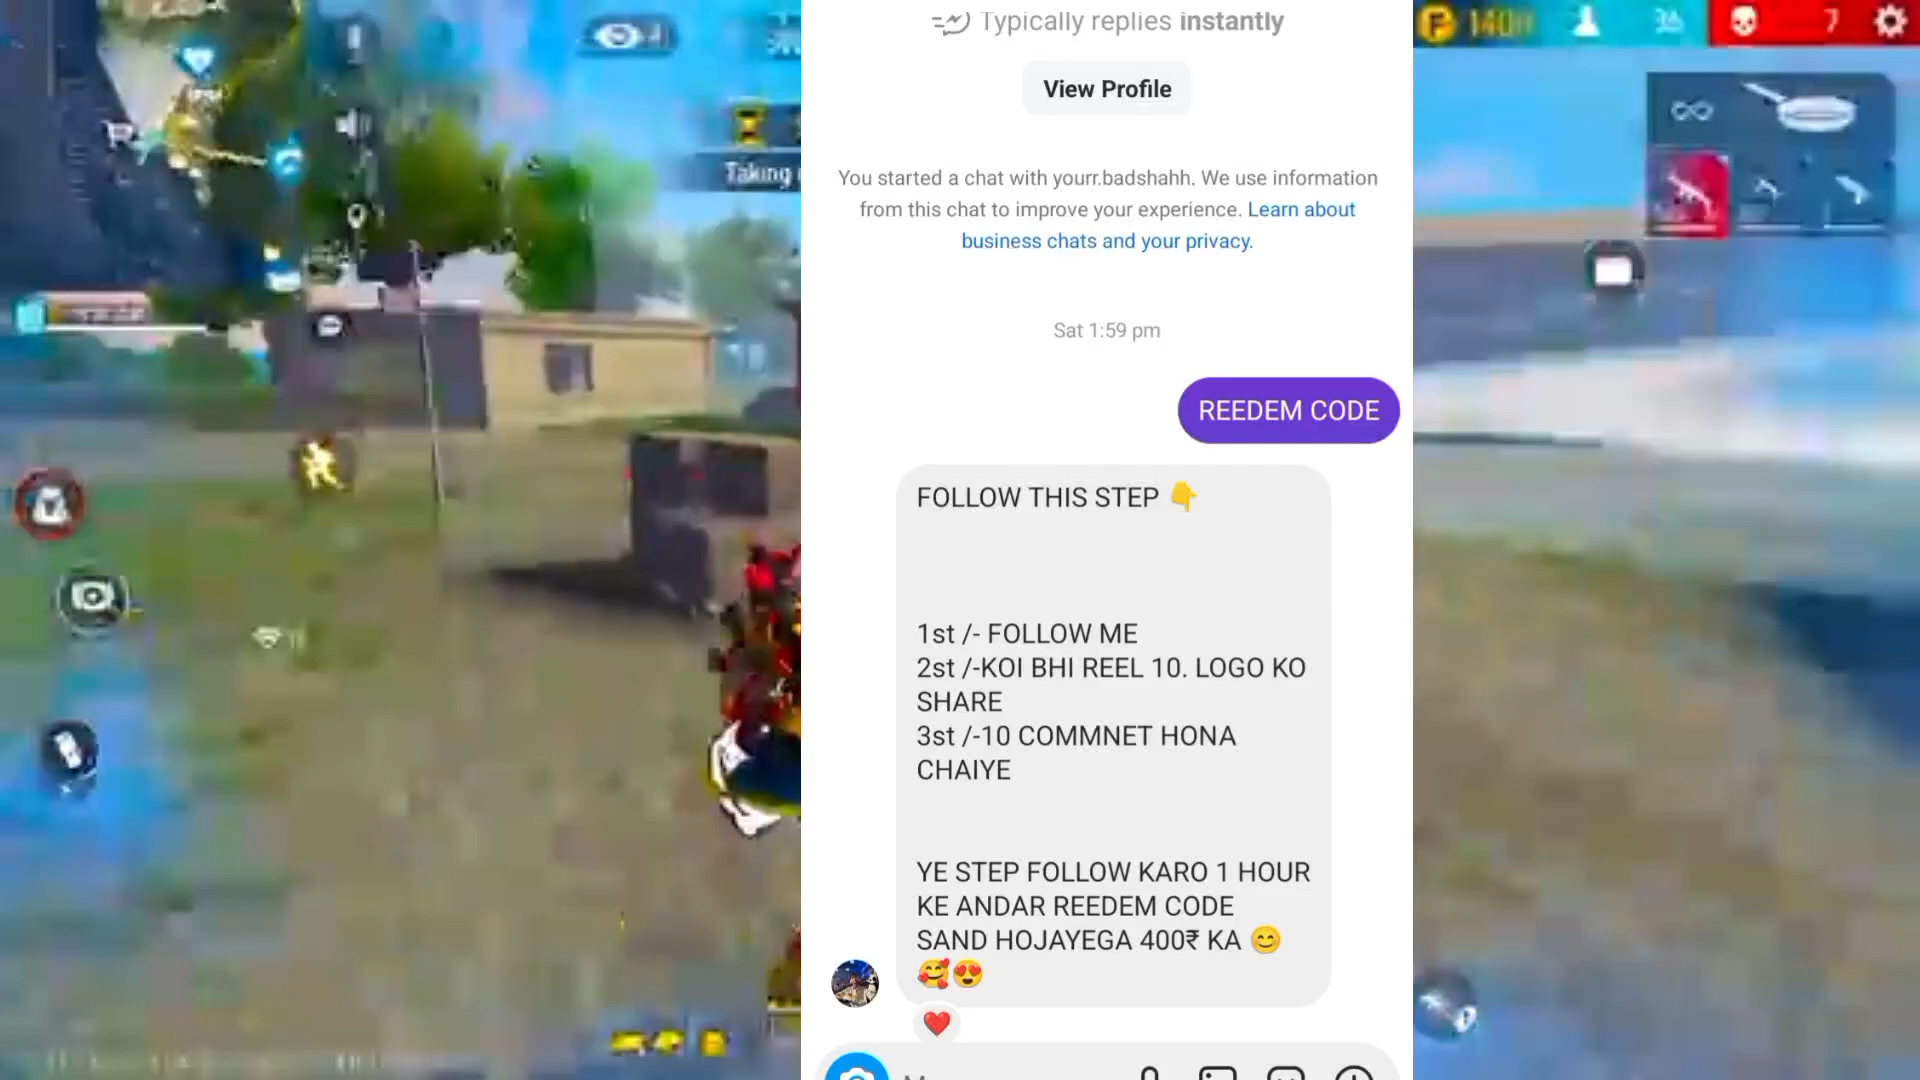 Typically replies instantly
View Profile
You started a chat with yourr.badshahh. We use information
from this chat to improve your experience. Learn about
business chats and your privacy.
Sat 1:59 pm
REEDEM CODE
FOLLOW THIS STEP 👇
1st /- FOLLOW ME
2st /-KOI BHI REEL 10. LOGO KO
SHARE
3st /-10 COMMNET HONA
CHAIYE
YE STEP FOLLOW KARO 1 HOUR
KE ANDAR REEDEM CODE
SAND HOJAYEGA 400₹ KA 😊
🥰😍
❤️
Taking
7